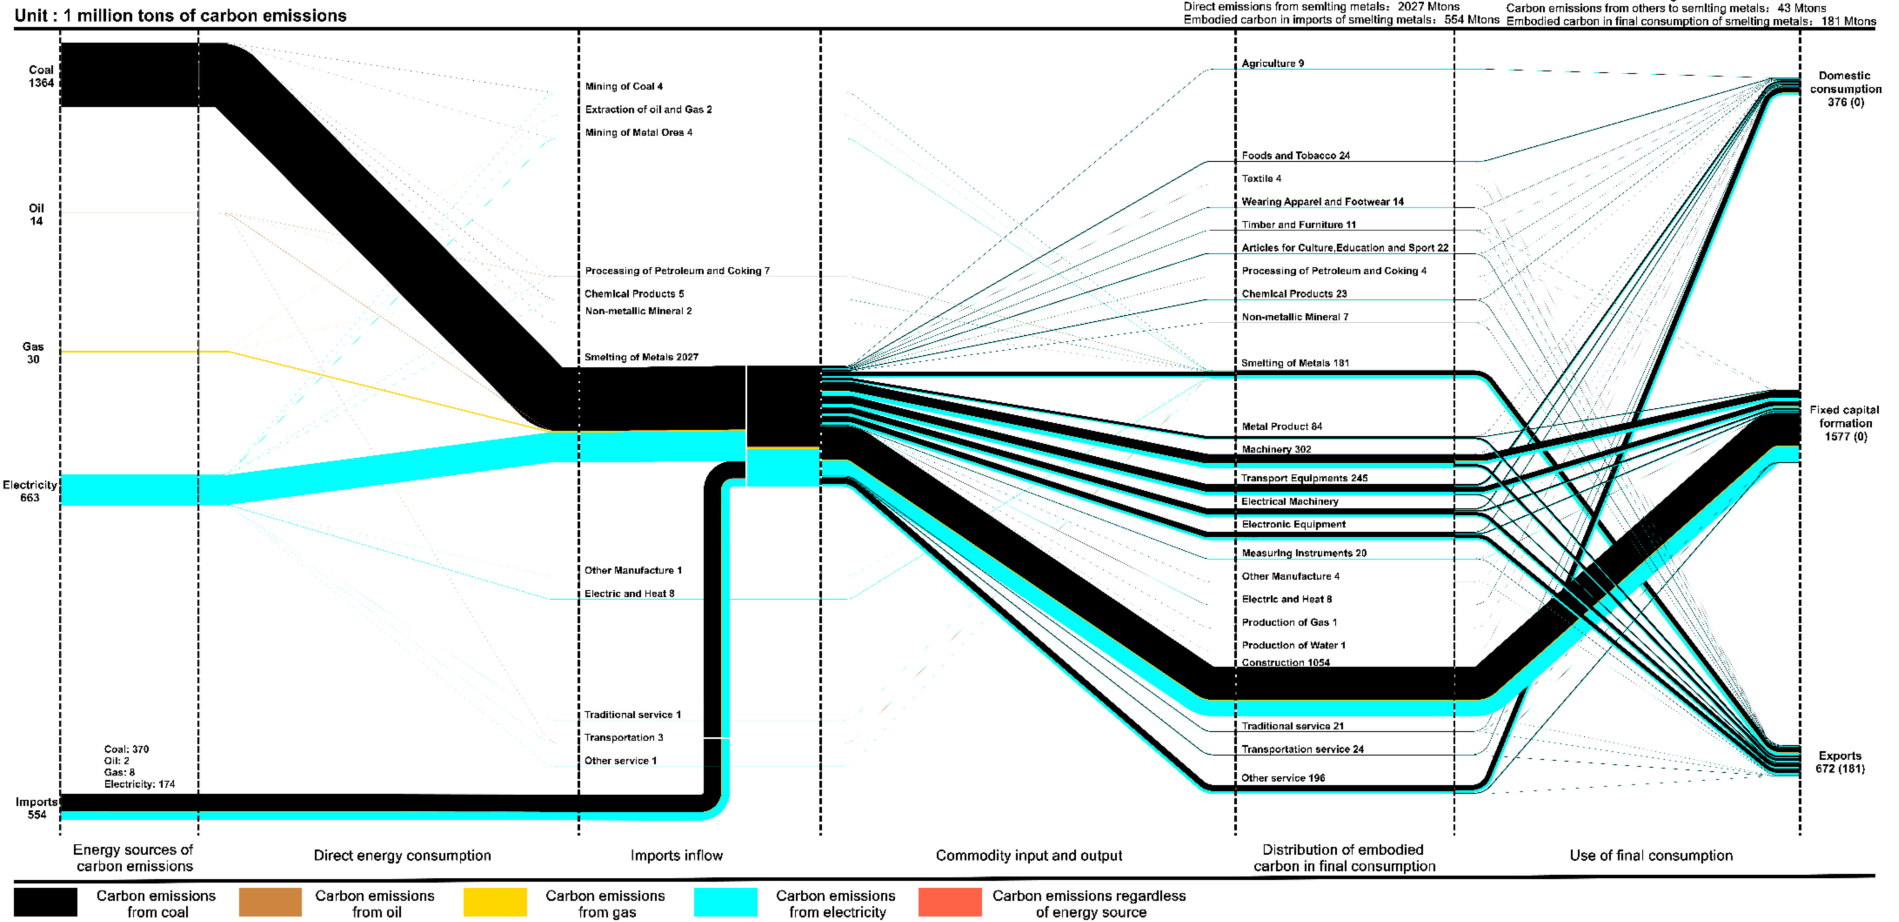 Unit : 1 million tons of carbon emissions
Direct emissions from semlting metals: 2027 Mtons
Embodied carbon in imports of smelting metals: 554 Mtons
Carbon emissions from others to semlting metals: 43 Mtons
Embodied carbon in final consumption of smelting metals: 181 Mtons
Coal
1364
Oil
14
Gas
30
Electricity
663
Coal: 370
Oil: 2
Gas: 8
Electricity: 174
Imports
554
Mining of Coal 4
Extraction of oil and Gas 2
Mining of Metal Ores 4
Processing of Petroleum and Coking 7
Chemical Products 5
Non-metallic Mineral 2
Smelting of Metals 2027
Other Manufacture 1
Electric and Heat 8
Traditional service 1
Transportation 3
Other service 1
Agriculture 9
Foods and Tobacco 24
Textile 4
Wearing Apparel and Footwear 14
Timber and Furniture 11
Articles for Culture,Education and Sport 22
Processing of Petroleum and Coking 4
Chemical Products 23
Non-metallic Mineral 7
Smelting of Metals 181
Metal Product 84
Machinery 302
Transport Equipments 245
Electrical Machinery
Electronic Equipment
Measuring Instruments 20
Other Manufacture 4
Electric and Heat 8
Production of Gas 1
Production of Water 1
Construction 1054
Traditional service 21
Transportation service 24
Other service 196
Domestic
consumption
376 (0)
Fixed capital
formation
1577 (0)
Exports
672 (181)
Energy sources of
carbon emissions
Direct energy consumption
Imports inflow
Commodity input and output
Distribution of embodied
carbon in final consumption
Use of final consumption
Carbon emissions
from coal
Carbon emissions
from oil
Carbon emissions
from gas
Carbon emissions
from electricity
Carbon emissions regardless
of energy source